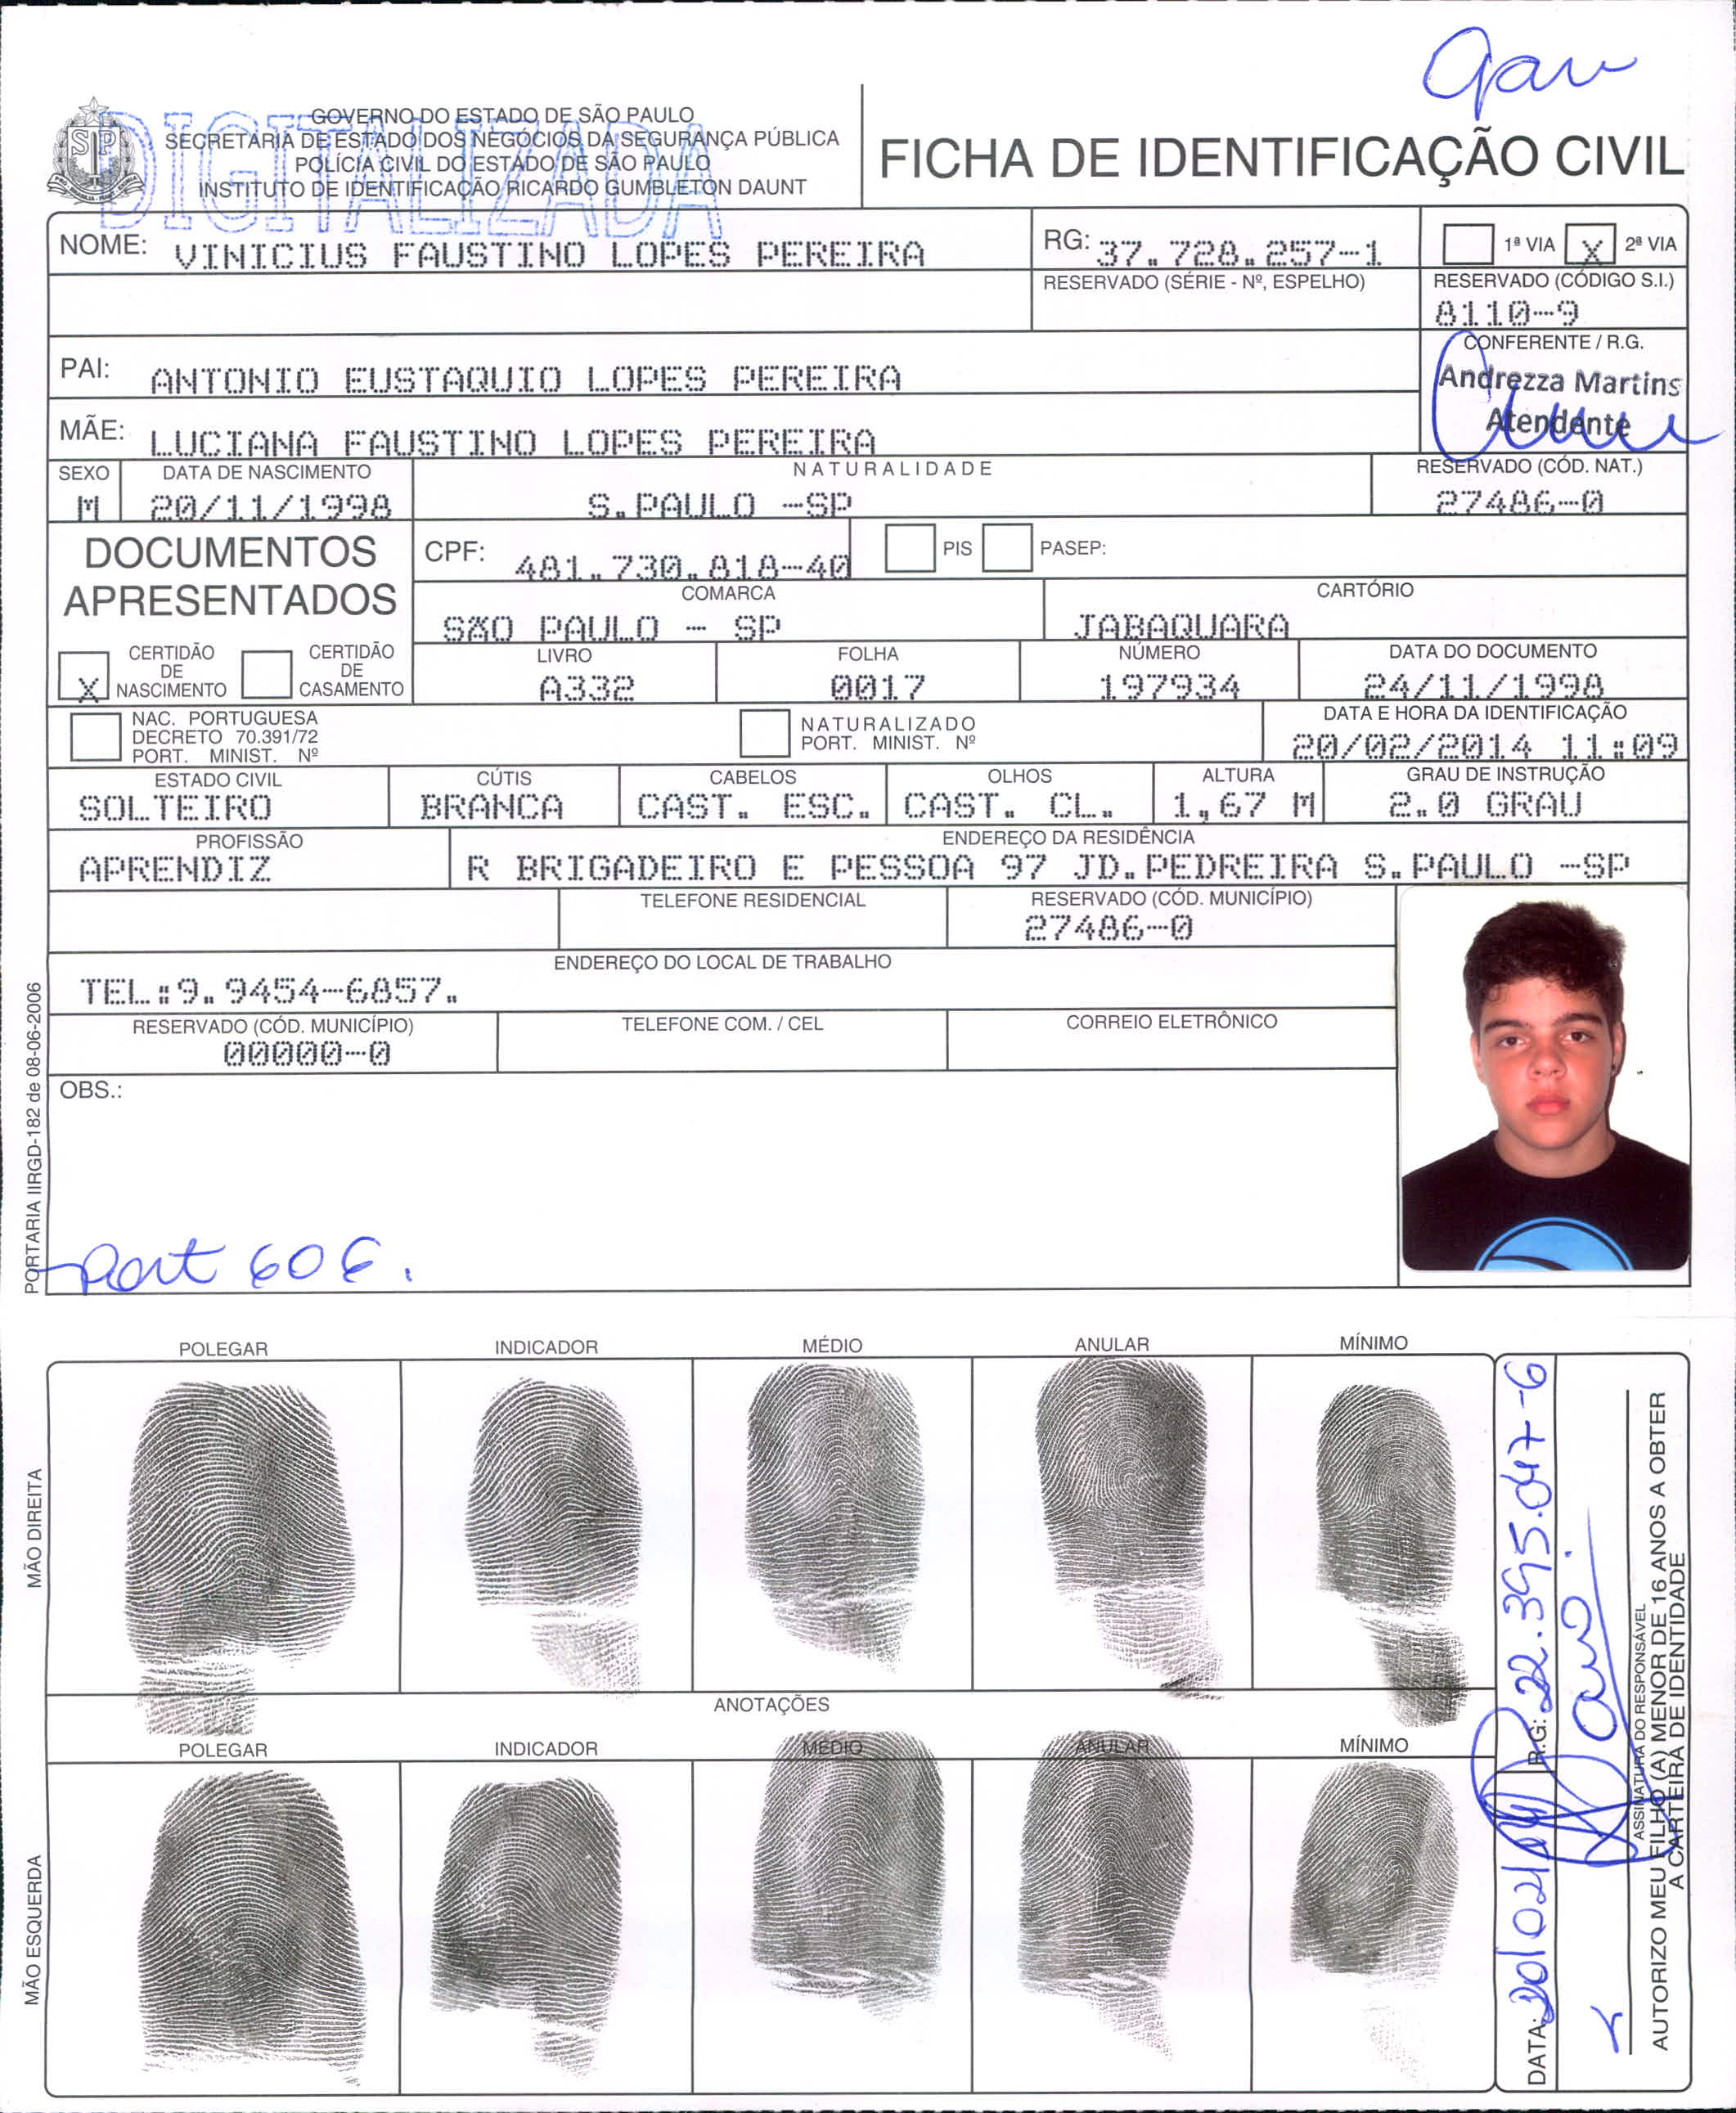 Gau
DIGITALIZADA
GOVERNO DO ESTADO DE SÃO PAULO
SECRETARIA DE ESTADO DOS NEGÓCIOS DA SEGURANÇA PÚBLICA
POLÍCIA CIVIL DO ESTADO DE SÃO PAULO
INSTITUTO DE IDENTIFICAÇÃO RICARDO GUMBLETON DAUNT
FICHA DE IDENTIFICAÇÃO CIVIL
NOME: VINICIUS FAUSTINO LOPES PEREIRA
RG: 37.728.257-1
1ª VIA X 2ª VIA
RESERVADO (SÉRIE - Nº, ESPELHO)
RESERVADO (CÓDIGO S.I.)
8110-9
PAI: ANTONIO EUSTAQUIO LOPES PEREIRA
CONFERENTE / R.G.
Andrezza Martins
Atendente
MÃE: LUCIANA FAUSTINO LOPES PEREIRA
SEXO DATA DE NASCIMENTO NATURALIDADE RESERVADO (CÓD. NAT.)
M 20/11/1998 S.PAULO -SP 27486-0
DOCUMENTOS
APRESENTADOS
CPF: 481.730.818-40 PIS PASEP:
COMARCA CARTÓRIO
SÃO PAULO - SP JABAQUARA
X CERTIDÃO DE NASCIMENTO
CERTIDÃO DE CASAMENTO
LIVRO FOLHA NÚMERO DATA DO DOCUMENTO
A332 0017 197934 24/11/1998
NAC. PORTUGUESA
DECRETO 70.391/72
PORT. MINIST. Nº
NATURALIZADO
PORT. MINIST. Nº
DATA E HORA DA IDENTIFICAÇÃO
20/02/2014 11:09
ESTADO CIVIL CÚTIS CABELOS OLHOS ALTURA GRAU DE INSTRUÇÃO
SOLTEIRO BRANCA CAST. ESC. CAST. CL. 1,67 M 2.0 GRAU
PROFISSÃO ENDEREÇO DA RESIDÊNCIA
APRENDIZ R BRIGADEIRO E PESSOA 97 JD.PEDREIRA S.PAULO -SP
TELEFONE RESIDENCIAL RESERVADO (CÓD. MUNICÍPIO)
27486-0
ENDEREÇO DO LOCAL DE TRABALHO
TEL:9.9454-6857.
RESERVADO (CÓD. MUNICÍPIO) TELEFONE COM. / CEL CORREIO ELETRÔNICO
00000-0
OBS.:
PORTARIA IIRGD-182 de 08-06-2006
POLEGAR INDICADOR MÉDIO ANULAR MÍNIMO
MÃO DIREITA
ANOTAÇÕES
POLEGAR INDICADOR MÉDIO ANULAR MÍNIMO
MÃO ESQUERDA
DATA: 20/02/14 R.G: 22.395.047-6
ASSINATURA DO RESPONSÁVEL
AUTORIZO MEU FILHO (A) MENOR DE 16 ANOS A OBTER
A CARTEIRA DE IDENTIDADE